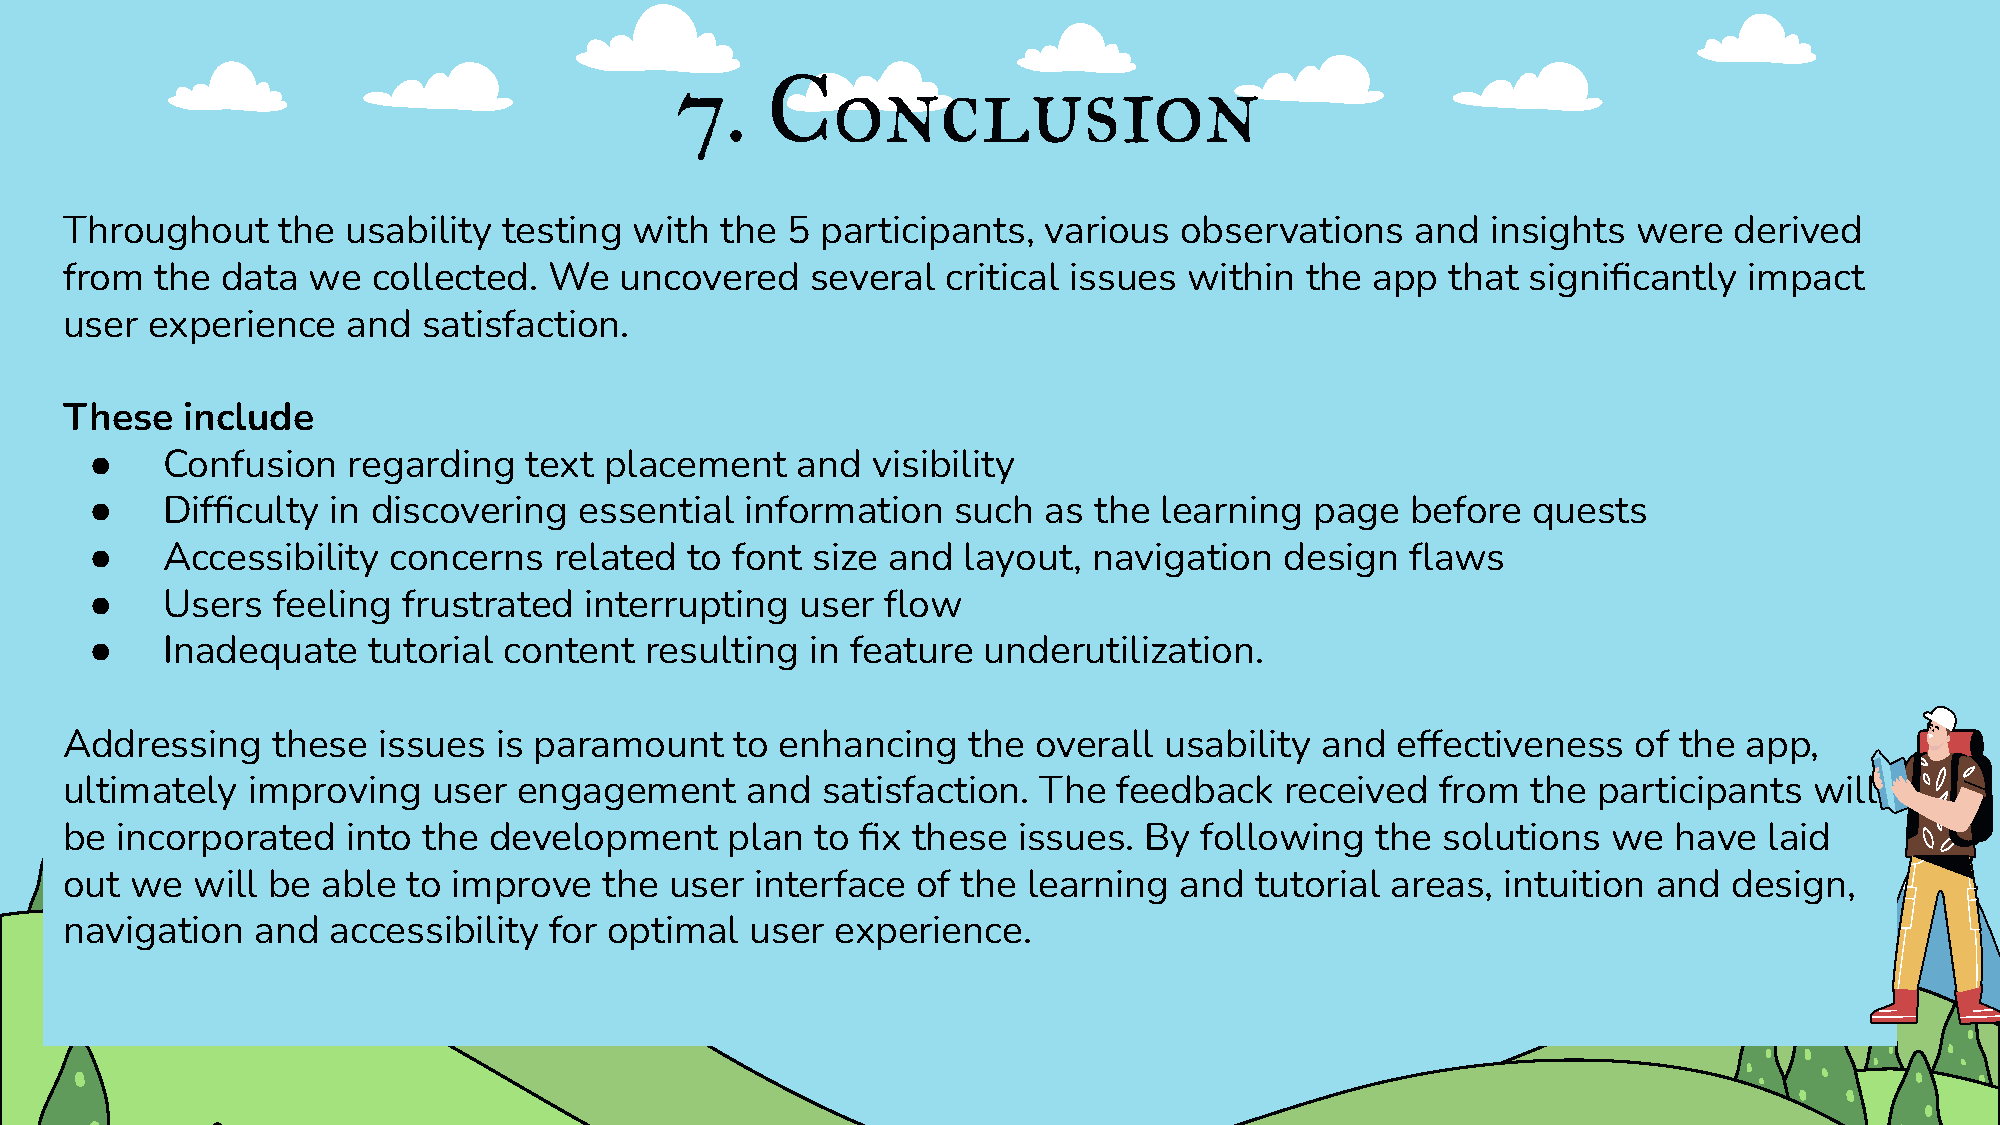 7. Conclusion
Throughout the usability testing with the 5 participants, various observations and insights were derived
from the data we collected. We uncovered several critical issues within the app that significantly impact
user experience and satisfaction.
These include
● Confusion regarding text placement and visibility
● Difficulty in discovering essential information such as the learning page before quests
● Accessibility concerns related to font size and layout, navigation design flaws
● Users feeling frustrated interrupting user flow
● Inadequate tutorial content resulting in feature underutilization.
Addressing these issues is paramount to enhancing the overall usability and effectiveness of the app,
ultimately improving user engagement and satisfaction. The feedback received from the participants will
be incorporated into the development plan to fix these issues. By following the solutions we have laid
out we will be able to improve the user interface of the learning and tutorial areas, intuition and design,
navigation and accessibility for optimal user experience.